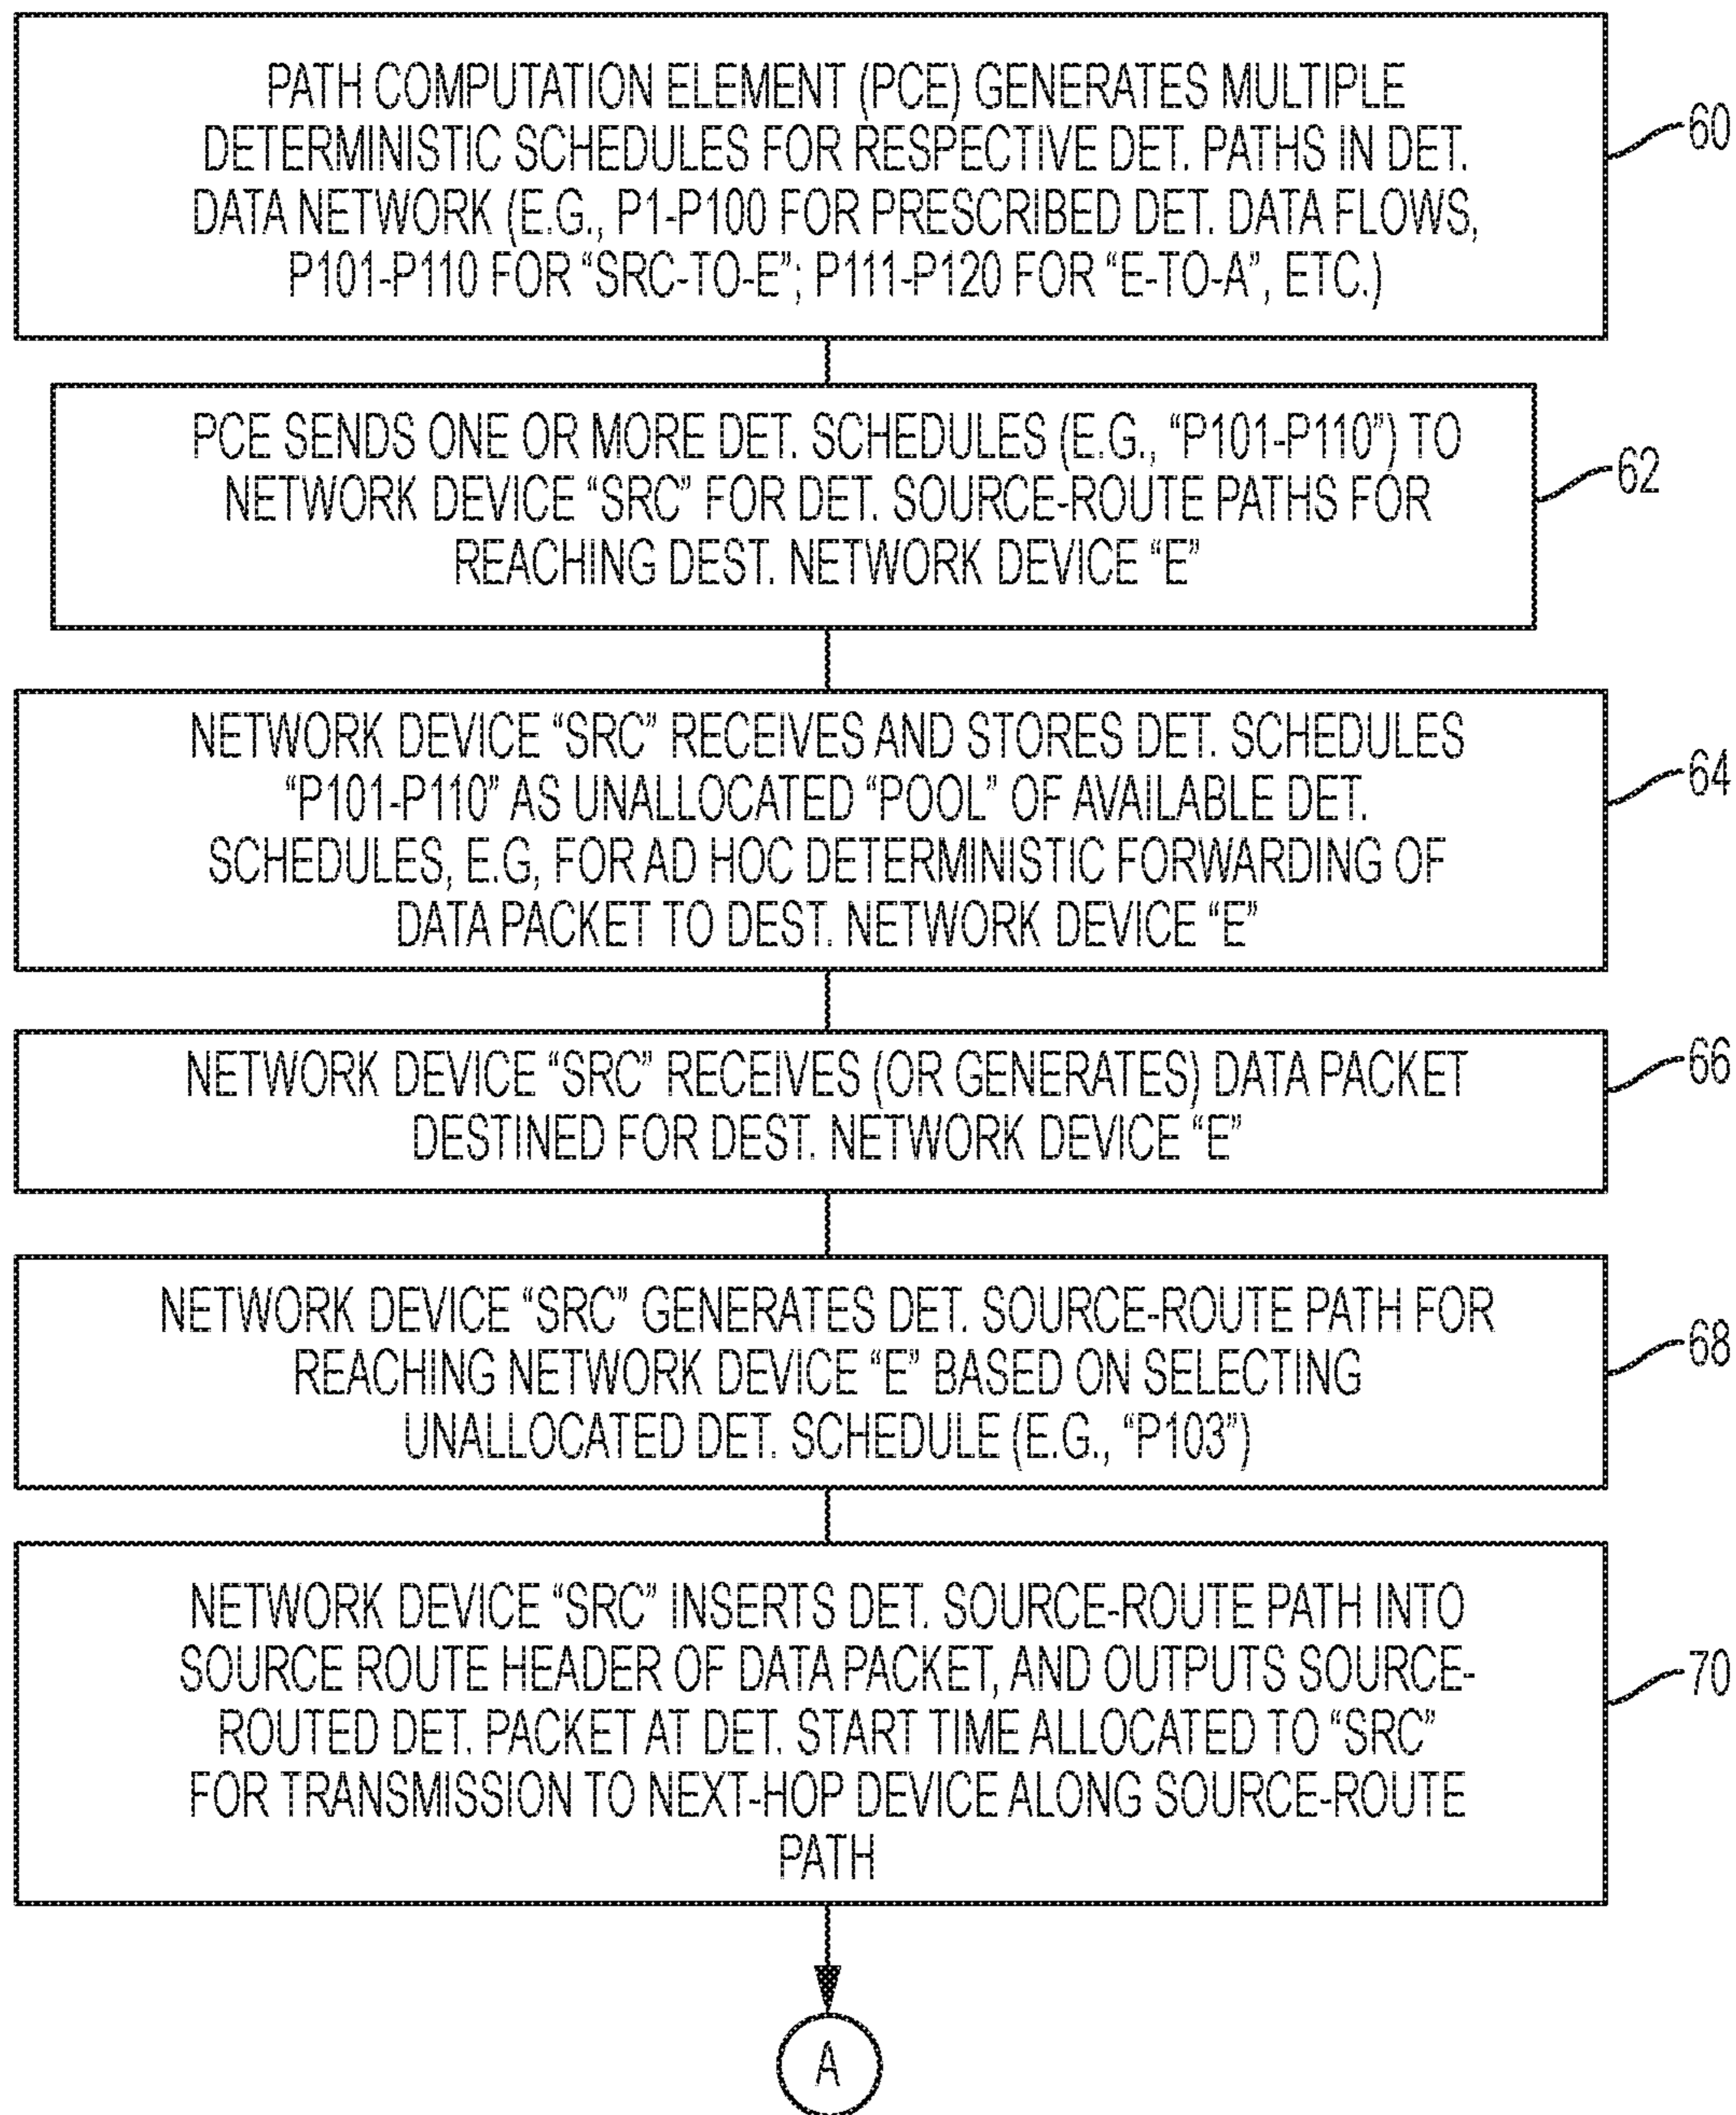 PATH COMPUTATION ELEMENT (PCE) GENERATES MULTIPLE
DETERMINISTIC SCHEDULES FOR RESPECTIVE DET. PATHS IN DET.
DATA NETWORK (E.G., P1-P100 FOR PRESCRIBED DET. DATA FLOWS,
P101-P110 FOR “SRC-TO-E”; P111-P120 FOR “E-TO-A”, ETC.)
60
PCE SENDS ONE OR MORE DET. SCHEDULES (E.G., “P101-P110”) TO
NETWORK DEVICE “SRC” FOR DET. SOURCE-ROUTE PATHS FOR
REACHING DEST. NETWORK DEVICE “E”
62
NETWORK DEVICE “SRC” RECEIVES AND STORES DET. SCHEDULES
“P101-P110” AS UNALLOCATED “POOL” OF AVAILABLE DET.
SCHEDULES, E.G, FOR AD HOC DETERMINISTIC FORWARDING OF
DATA PACKET TO DEST. NETWORK DEVICE “E”
64
NETWORK DEVICE “SRC” RECEIVES (OR GENERATES) DATA PACKET
DESTINED FOR DEST. NETWORK DEVICE “E”
66
NETWORK DEVICE “SRC” GENERATES DET. SOURCE-ROUTE PATH FOR
REACHING NETWORK DEVICE “E” BASED ON SELECTING
UNALLOCATED DET. SCHEDULE (E.G., “P103”)
68
NETWORK DEVICE “SRC” INSERTS DET. SOURCE-ROUTE PATH INTO
SOURCE ROUTE HEADER OF DATA PACKET, AND OUTPUTS SOURCE-
ROUTED DET. PACKET AT DET. START TIME ALLOCATED TO “SRC”
FOR TRANSMISSION TO NEXT-HOP DEVICE ALONG SOURCE-ROUTE
PATH
70
A